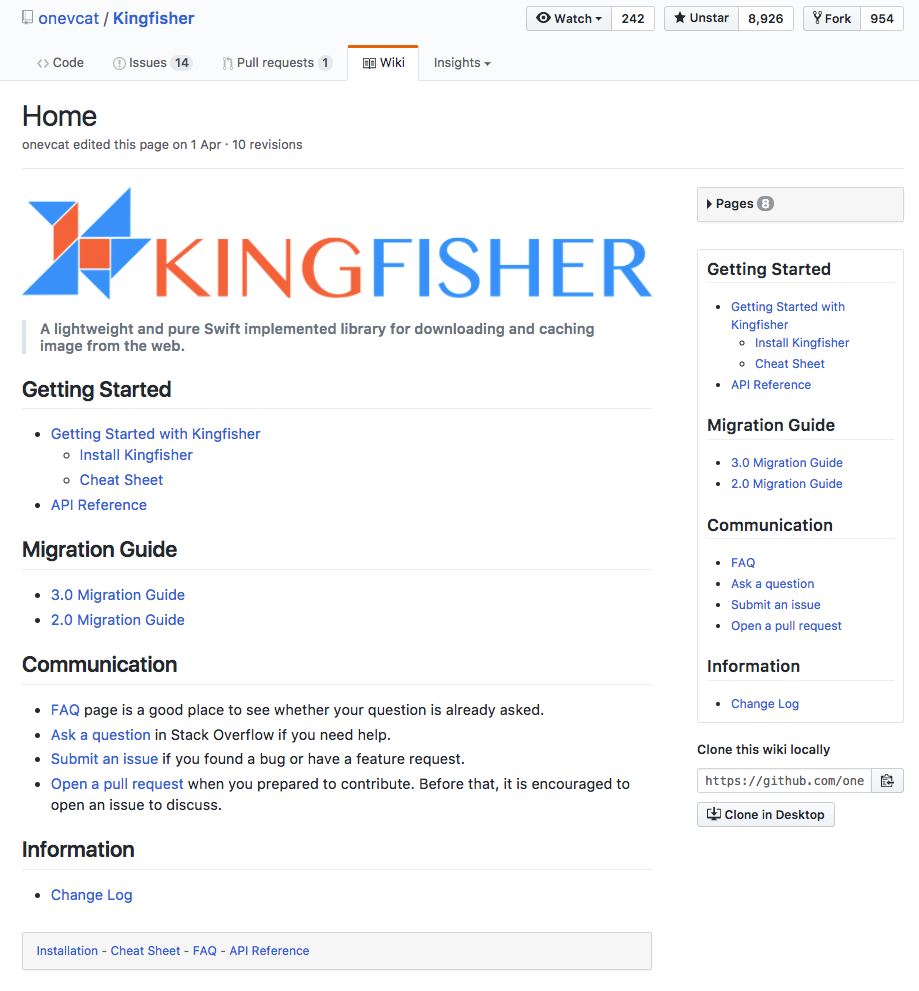 onevcat / Kingfisher
Watch 242
Unstar 8,926
Fork 954
Code
Issues 14
Pull requests 1
Wiki
Insights
Home
onevcat edited this page on 1 Apr · 10 revisions
KINGFISHER
A lightweight and pure Swift implemented library for downloading and caching
image from the web.
Getting Started
Getting Started with Kingfisher
Install Kingfisher
Cheat Sheet
API Reference
Migration Guide
3.0 Migration Guide
2.0 Migration Guide
Communication
FAQ page is a good place to see whether your question is already asked.
Ask a question in Stack Overflow if you need help.
Submit an issue if you found a bug or have a feature request.
Open a pull request when you prepared to contribute. Before that, it is encouraged to
open an issue to discuss.
Information
Change Log
Installation - Cheat Sheet - FAQ - API Reference
Pages 8
Getting Started
Getting Started with
Kingfisher
Install Kingfisher
Cheat Sheet
API Reference
Migration Guide
3.0 Migration Guide
2.0 Migration Guide
Communication
FAQ
Ask a question
Submit an issue
Open a pull request
Information
Change Log
Clone this wiki locally
https://github.com/one
Clone in Desktop